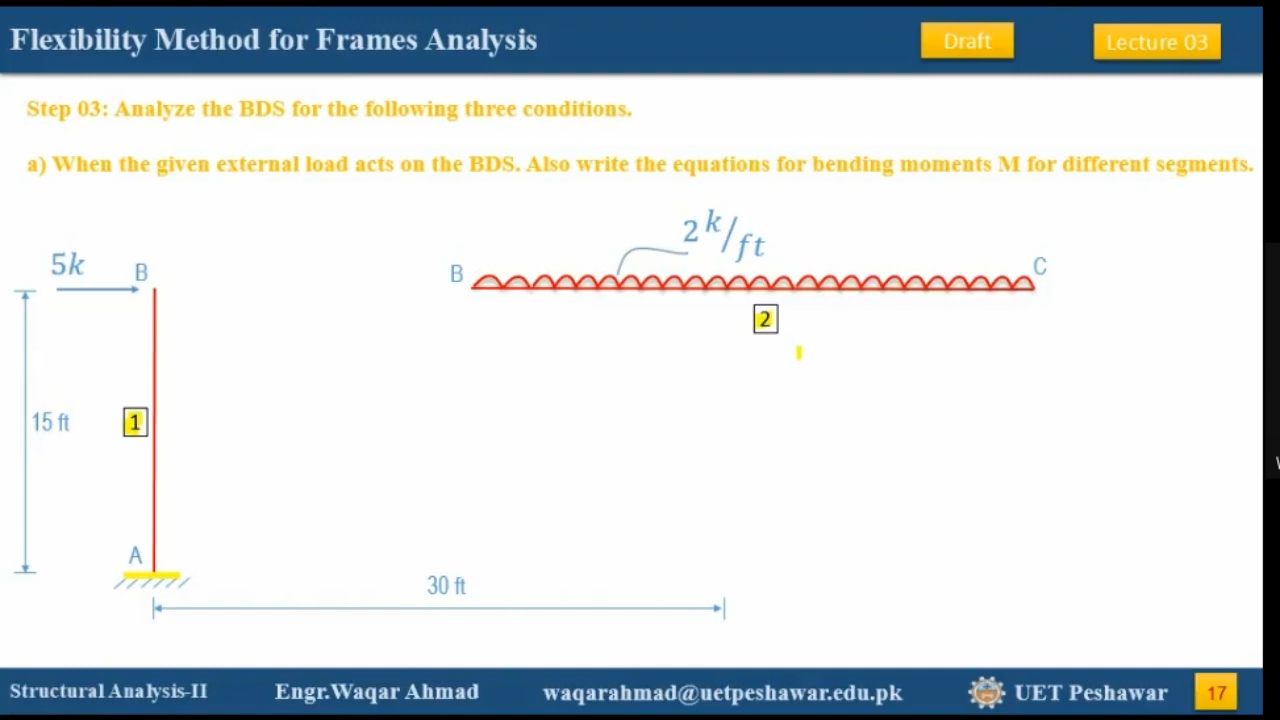 Flexibility Method for Frames Analysis
Draft
Lecture 03
Step 03: Analyze the BDS for the following three conditions.
a) When the given external load acts on the BDS. Also write the equations for bending moments M for different segments.
2 k/ft
5k
B
B
C
2
15 ft
1
A
30 ft
Structural Analysis-II
Engr.Waqar Ahmad
waqarahmad@uetpeshawar.edu.pk
UET Peshawar
17